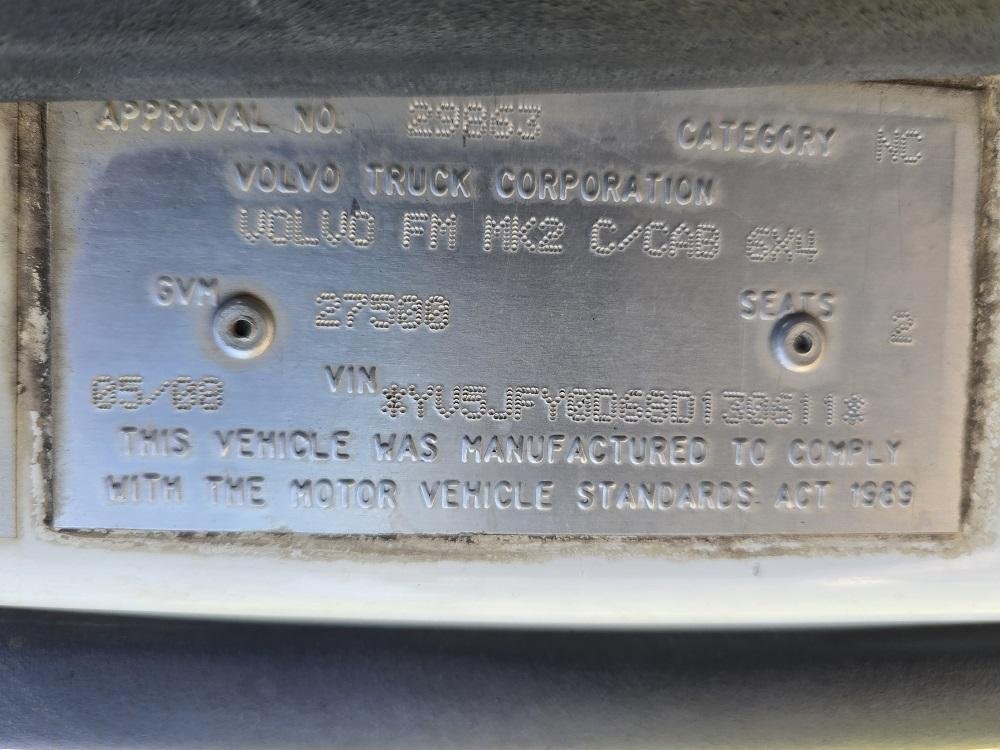 APPROVAL NO. 29863 CATEGORY NC
VOLVO TRUCK CORPORATION
VOLVO FM MK2 C/CAB 6X4
GVM 27500 SEATS 2
05/08 VIN *YV5JFY0D68D130611*
THIS VEHICLE WAS MANUFACTURED TO COMPLY
WITH THE MOTOR VEHICLE STANDARDS ACT 1989